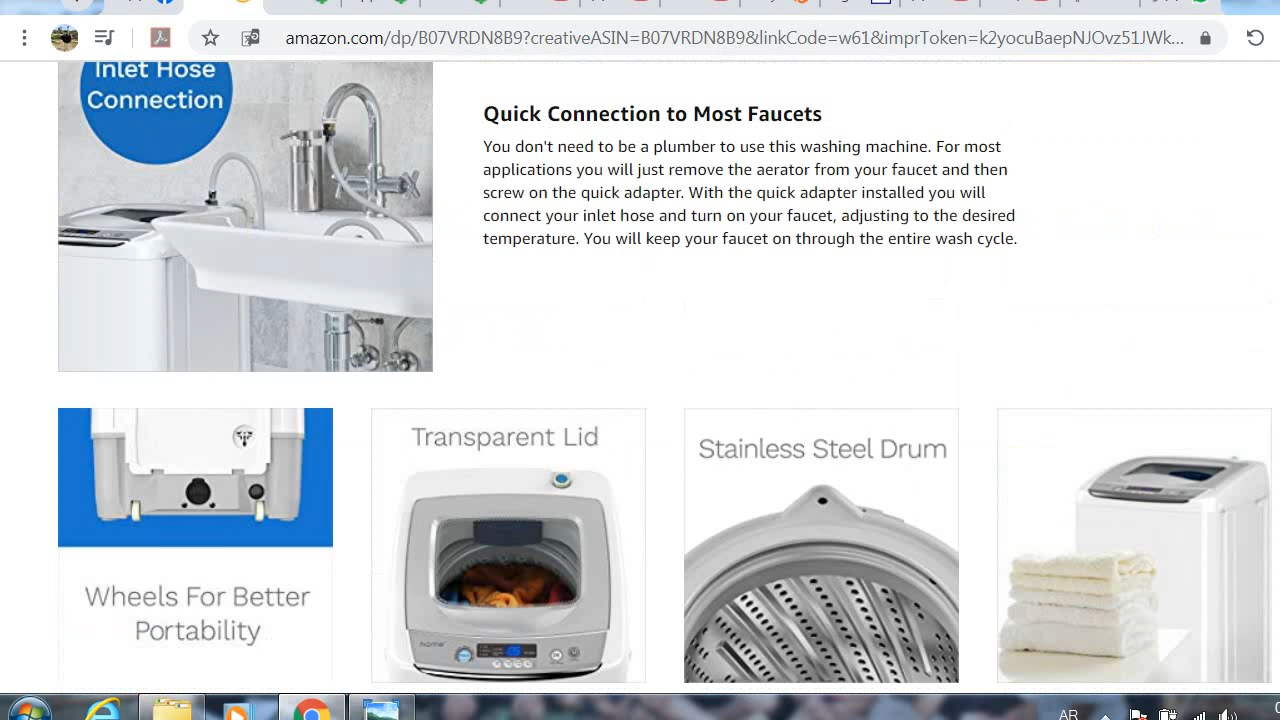 amazon.com/dp/B07VRDN8B9?creativeASIN=B07VRDN8B9&linkCode=w61&imprToken=k2yocuBaepNJOvz51JWk...
Inlet Hose
Connection
Quick Connection to Most Faucets
You don't need to be a plumber to use this washing machine. For most
applications you will just remove the aerator from your faucet and then
screw on the quick adapter. With the quick adapter installed you will
connect your inlet hose and turn on your faucet, adjusting to the desired
temperature. You will keep your faucet on through the entire wash cycle.
Wheels For Better
Portability
Transparent Lid
home
Stainless Steel Drum
AR